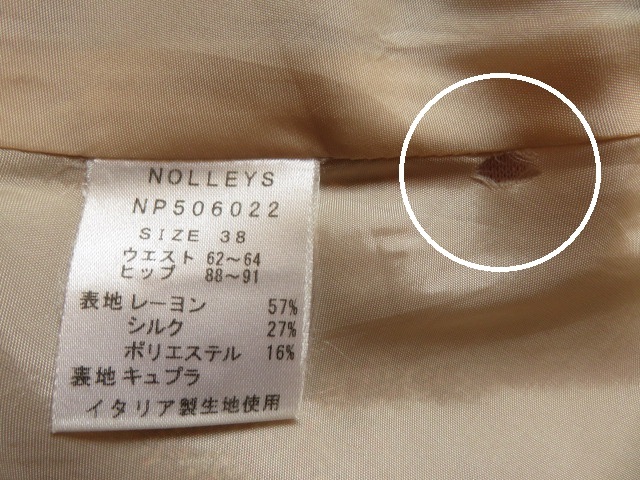 NOLLEYS
NP506022
SIZE 38
ウエスト 62～64
ヒップ 88～91
表地 レーヨン 57%
シルク 27%
ポリエステル 16%
裏地 キュプラ
イタリア製生地使用